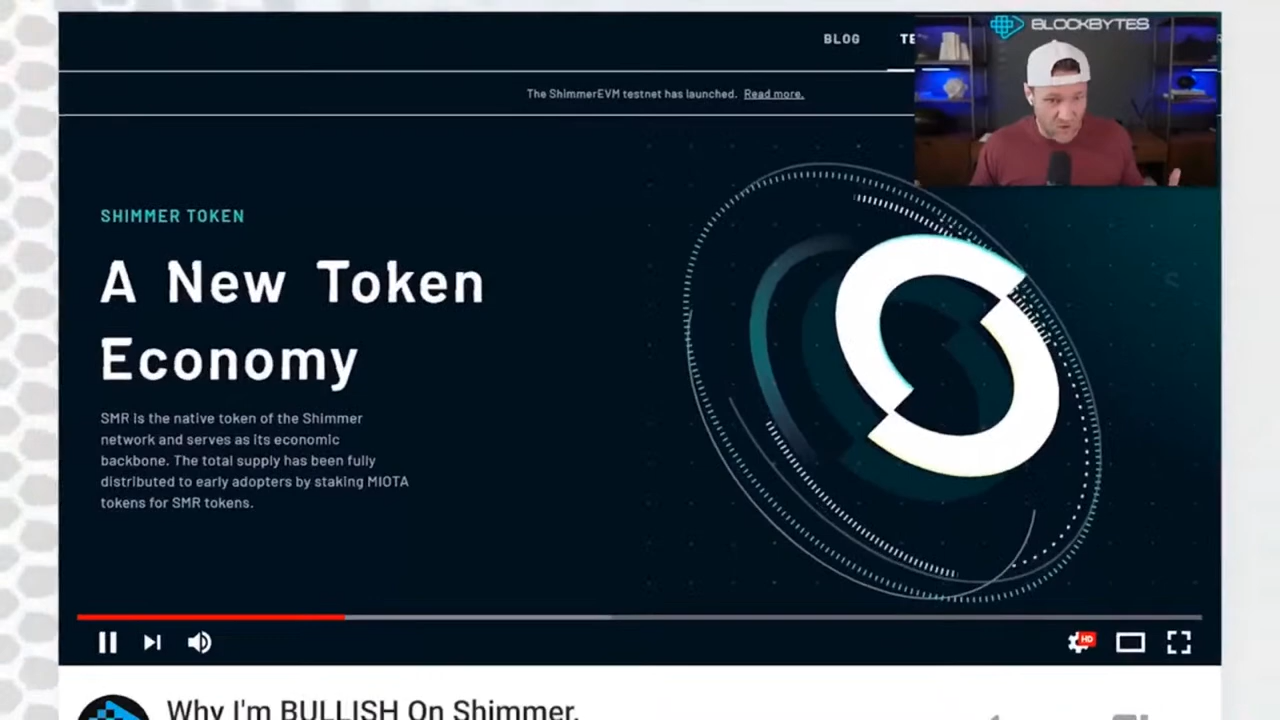 BLOG
BLOCKBYTES
The ShimmerEVM testnet has launched. Read more.
SHIMMER TOKEN
A New Token
Economy
SMR is the native token of the Shimmer
network and serves as its economic
backbone. The total supply has been fully
distributed to early adopters by staking MIOTA
tokens for SMR tokens.
HD
Why I'm BULLISH On Shimmer.